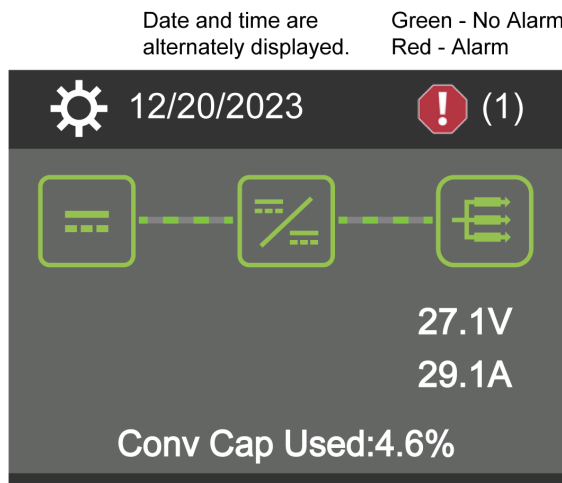 Date and time are
alternately displayed.
Green - No Alarm
Red - Alarm
12/20/2023
! (1)
27.1V
29.1A
Conv Cap Used:4.6%